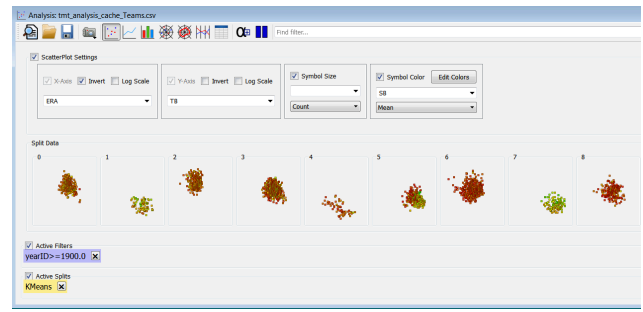 Analysis: tmt_analysis_cache_Teams.csv
Find filter...
ScatterPlot Settings
X-Axis Invert Log Scale
ERA
Y-Axis Invert Log Scale
TB
Symbol Size
Count
Symbol Color Edit Colors
SB
Mean
Split Data
0 1 2 3 4 5 6 7 8
Active Filters
yearID>=1900.0
Active Splits
KMeans